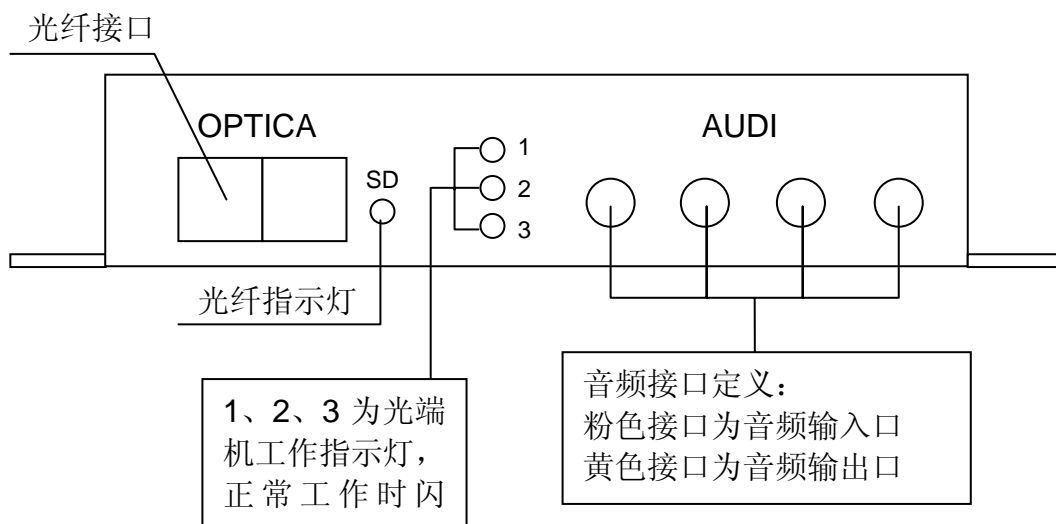 光纤接口
OPTICA
AUDI
SD
1
2
3
光纤指示灯
1、2、3 为光端
机工作指示灯，
正常工作时闪
音频接口定义：
粉色接口为音频输入口
黄色接口为音频输出口